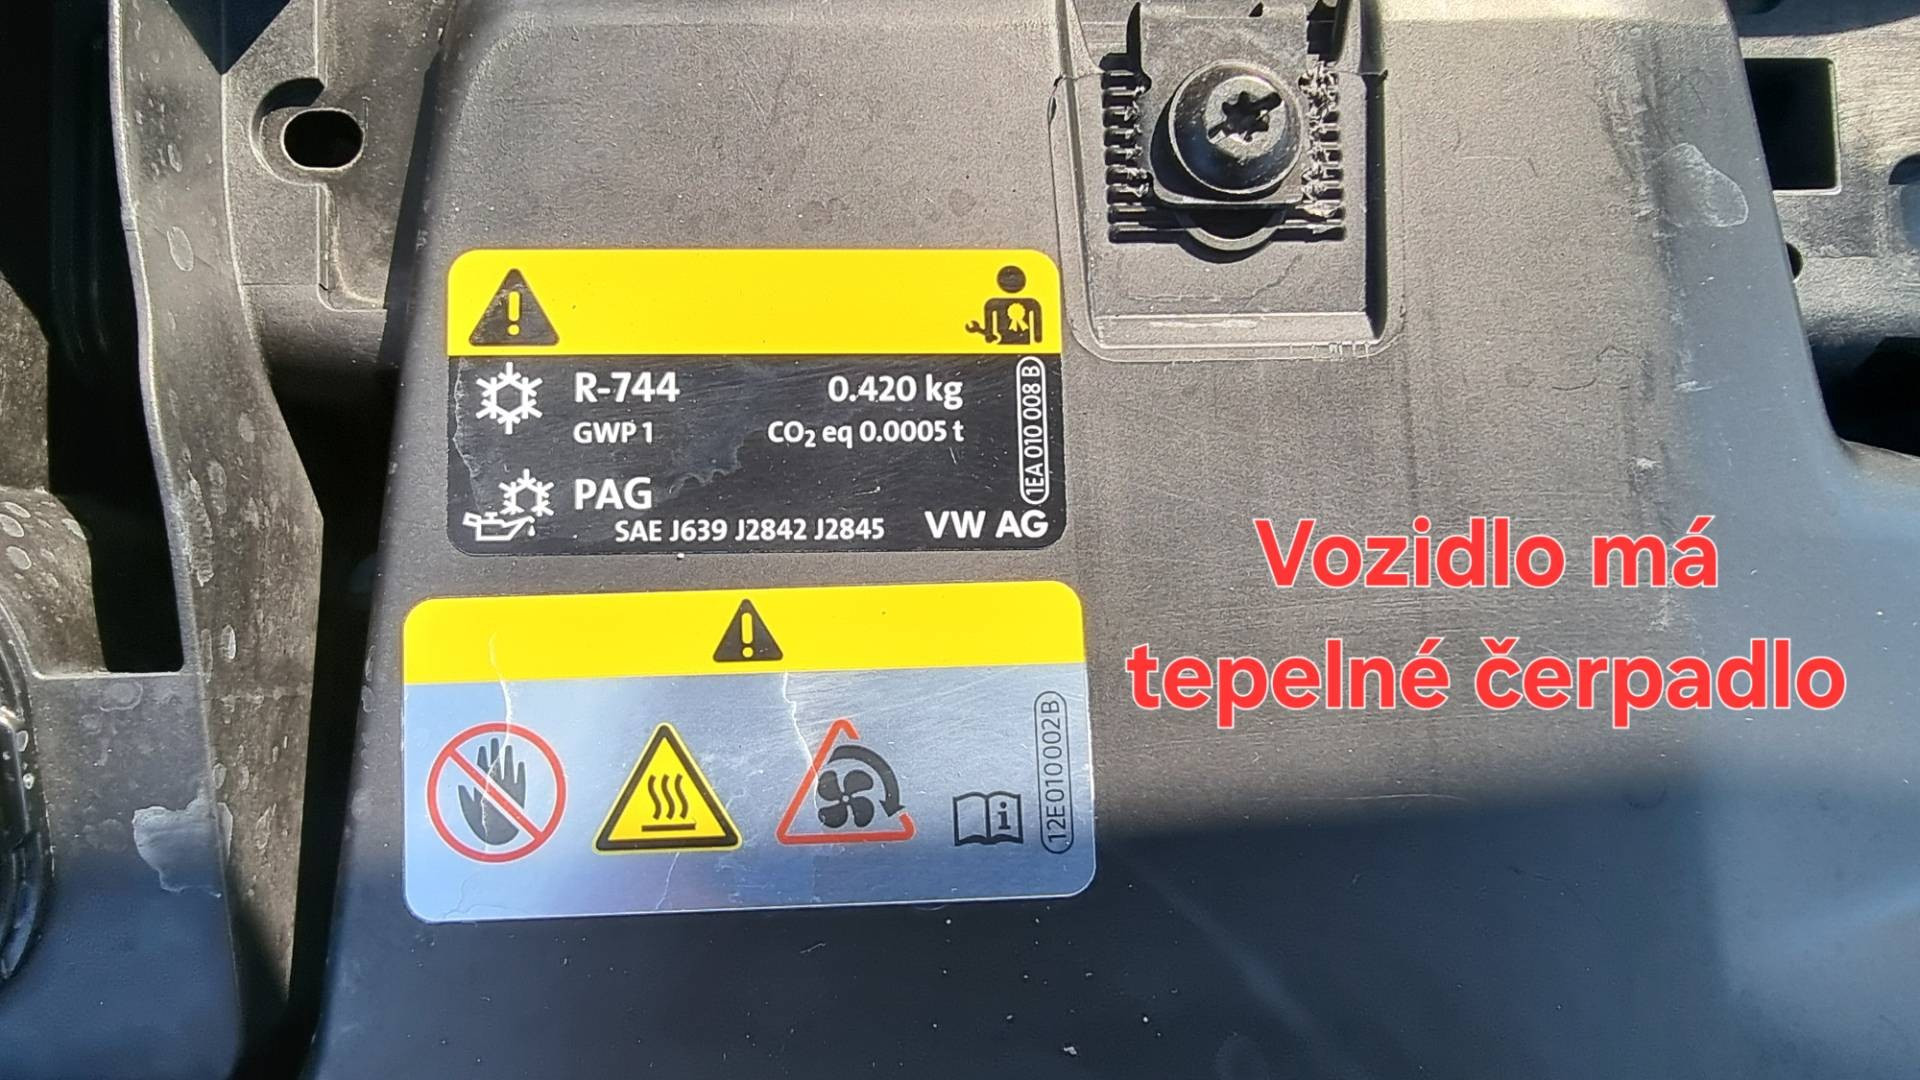 R-744 0.420 kg
GWP 1 CO₂ eq 0.0005 t
PAG
SAE J639 J2842 J2845 VW AG
1EA 010 008 B
12E010002B
Vozidlo má
tepelné čerpadlo